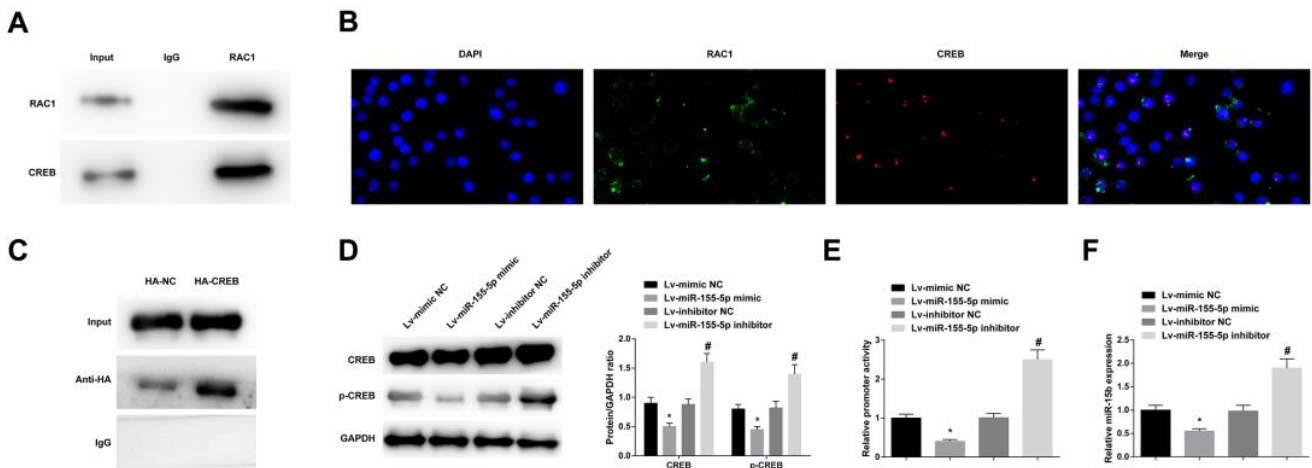 A
Input IgG RAC1
RAC1
CREB
B
DAPI RAC1 CREB Merge
C
HA-NC HA-CREB
Input
Anti-HA
IgG
D
Lv-mimic NC
Lv-miR-155-5p mimic
Lv-inhibitor NC
Lv-miR-155-5p inhibitor
CREB
p-CREB
GAPDH
Lv-mimic NC
Lv-miR-155-5p mimic
Lv-inhibitor NC
Lv-miR-155-5p inhibitor
Protein/GAPDH ratio
2.0
1.5
1.0
0.5
0.0
* # * #
CREB p-CREB
E
Lv-mimic NC
Lv-miR-155-5p mimic
Lv-inhibitor NC
Lv-miR-155-5p inhibitor
Relative promoter activity
3
2
1
0
* #
F
Lv-mimic NC
Lv-miR-155-5p mimic
Lv-inhibitor NC
Lv-miR-155-5p inhibitor
Relative miR-15b expression
2.5
2.0
1.5
1.0
0.5
0.0
* #